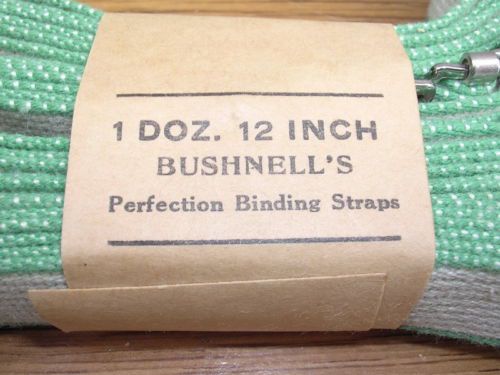 1 DOZ. 12 INCH
BUSHNELL'S
Perfection Binding Straps